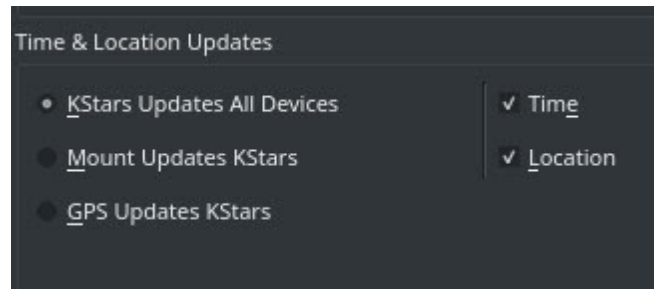 Time & Location Updates
KStars Updates All Devices
Time
Mount Updates KStars
Location
GPS Updates KStars